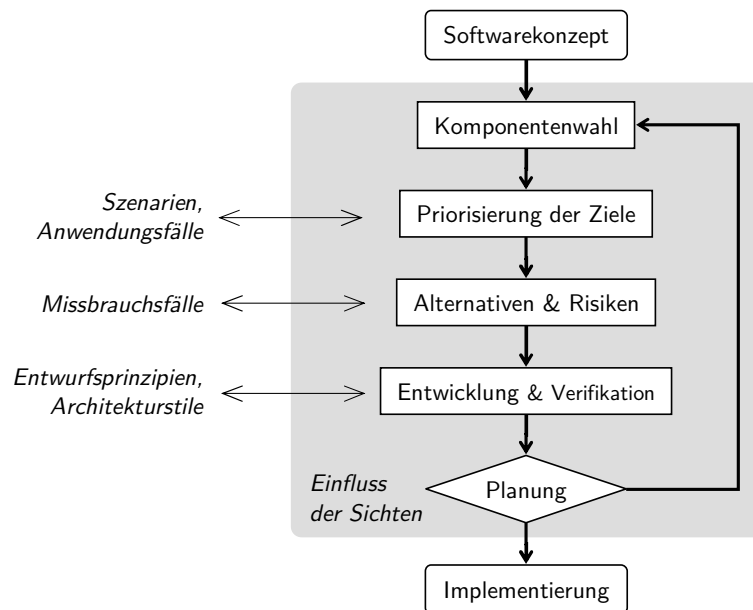 Softwarekonzept
Komponentenwahl
Szenarien,
Anwendungsfälle
Priorisierung der Ziele
Missbrauchsfälle
Alternativen & Risiken
Entwurfsprinzipien,
Architekturstile
Entwicklung & Verifikation
Einfluss
der Sichten
Planung
Implementierung